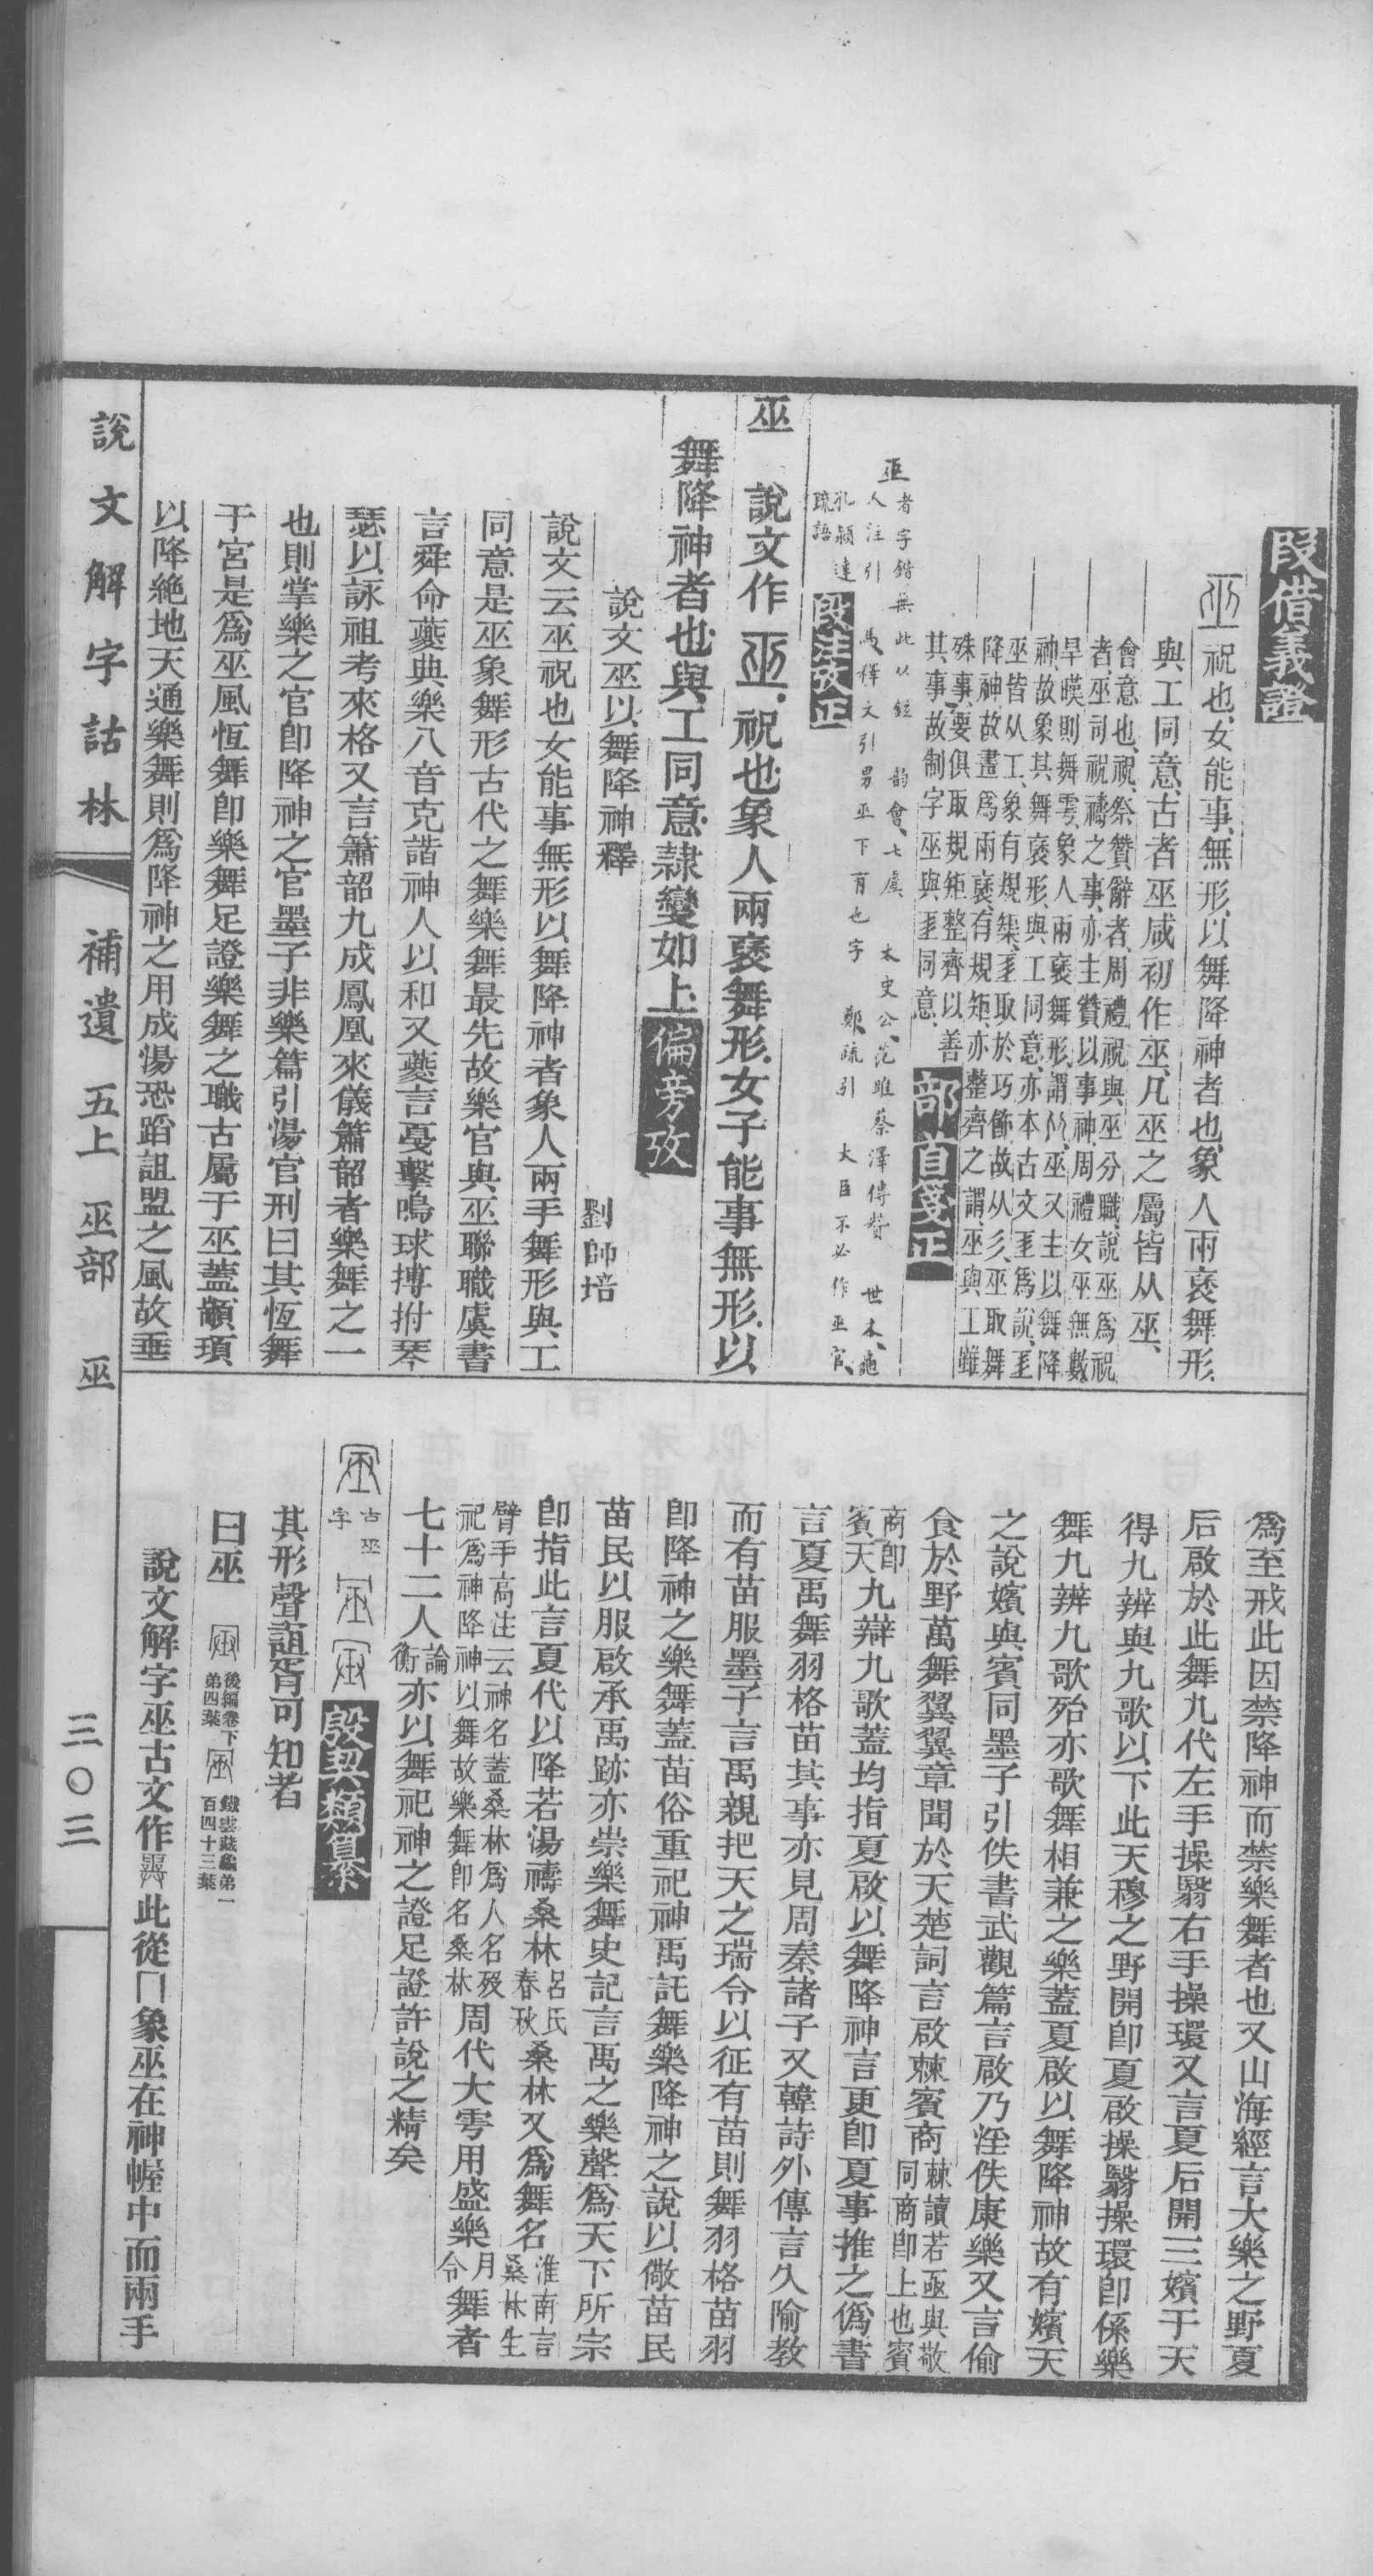 叚借義證
巫祝也、女能事無形、以舞降神者也、象人兩褎舞形、
與工同意、古者巫咸初作巫、凡巫之屬皆从巫、
會意也、祝、祭贊辭者、周禮祝與巫分職、說巫為祝
者、巫司祝禱之事、亦主贊以事神、周禮女巫無數
旱暵則舞雩、象人兩褎舞形、謂从、巫又主以舞降
神、故象其舞褎形、與工同意、亦本古文𢒄為說、𢒄
巫皆从工、象有規榘、𢒄取於巧飾、故从彡、巫取舞
降神、故畫為兩褎、有規矩、亦整齊之謂、巫與工雖
殊事、要俱取規矩整齊以善
其事、故制字巫與𢒄同意、
部首箋正
巫者字鍇無此以鉉 韵會、七虞 太史公、范雎蔡澤傳贊 世本、龜
人注引 馬、釋文引男巫下有也字 鄭疏引 大臣不必作巫官、
孔穎達
疏語
段注攷正
巫 說文作巫、祝也、象人兩褎舞形、女子能事無形、以
舞降神者也、與工同意、隷變如上、
偏旁攷
說文巫以舞降神釋 劉師培
說文云巫祝也女能事無形以舞降神者象人兩手舞形與工
同意是巫象舞形古代之舞樂舞最先故樂官與巫聯職虞書
言舜命夔典樂八音克諧神人以和又夔言戞擊鳴球搏拊琴
瑟以詠祖考來格又言簫韶九成鳳凰來儀簫韶者樂舞之一
也則掌樂之官卽降神之官墨子非樂篇引湯官刑曰其恆舞
于宮是爲巫風恆舞卽樂舞足證樂舞之職古屬于巫蓋顓頊
以降絶地天通樂舞則爲降神之用成湯恐蹈詛盟之風故垂
爲至戒此因禁降神而禁樂舞者也又山海經言大樂之野夏
后啟於此舞九代左手操翳右手操環又言夏后開三嬪于天
得九辨與九歌以下此天穆之野開卽夏啟操翳操環卽係樂
舞九辨九歌殆亦歌舞相兼之樂蓋夏啟以舞降神故有嬪天
之說嬪與賓同墨子引佚書武觀篇言啟乃淫佚康樂又言偷
食於野萬舞翼翼章聞於天楚詞言啟棘賓商棘讀若亟與敬
同商卽上也賓
商卽
賓天九辯九歌蓋均指夏啟以舞降神言更卽夏事推之僞書
言夏禹舞羽格苗其事亦見周秦諸子又韓詩外傳言久喻教
而有苗服墨子言禹親把天之瑞令以征有苗則舞羽格苗羽
卽降神之樂舞蓋苗俗重祀神禹託舞樂降神之說以儆苗民
苗民以服啟承禹跡亦崇樂舞史記言禹之樂聲爲天下所宗
卽指此言夏代以降若湯禱桑林呂氏
春秋桑林又爲舞名淮南言
桑林生
臂手高注云神名蓋桑林爲人名歿
祀爲神降神以舞故樂舞卽名桑林周代大雩用盛樂月
令舞者
七十二人論
衡亦以舞祀神之證足證許說之精矣
古巫
字
殷契類纂
其形聲誼胥可知者
曰巫 後編卷下
弟四葉 鐵雲藏龜弟一
百四十三葉
說文解字巫古文作此從冂象巫在神幄中而兩手
說文解字詁林 補遺 五上 巫部 巫
三〇三